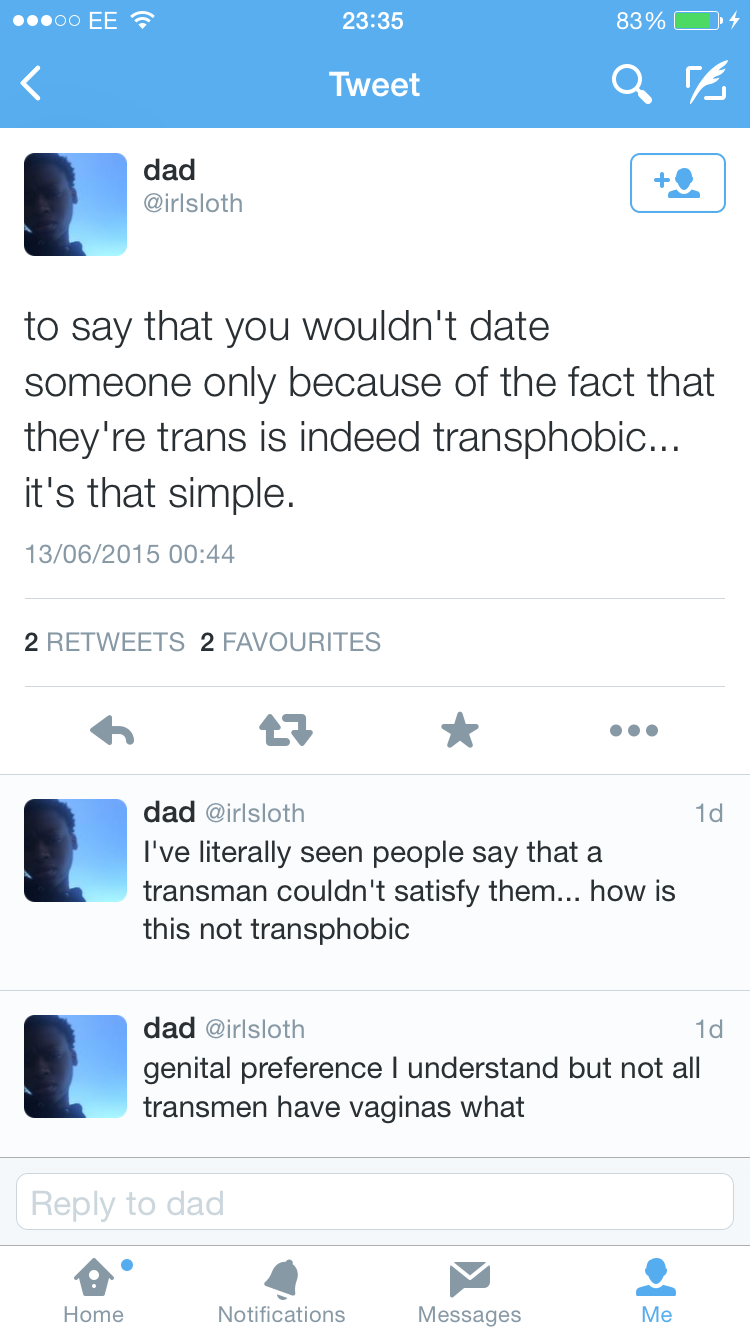 EE 23:35 83%
Tweet
dad
@irlsloth
to say that you wouldn't date
someone only because of the fact that
they're trans is indeed transphobic...
it's that simple.
13/06/2015 00:44
2 RETWEETS 2 FAVOURITES
dad @irlsloth 1d
I've literally seen people say that a
transman couldn't satisfy them... how is
this not transphobic
dad @irlsloth 1d
genital preference I understand but not all
transmen have vaginas what
Reply to dad
Home Notifications Messages Me